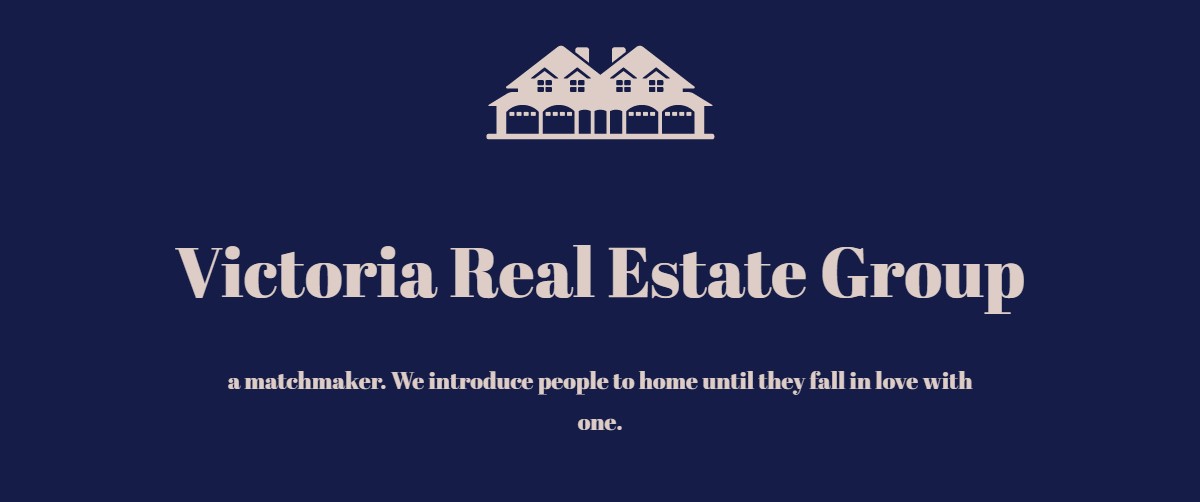 Victoria Real Estate Group
a matchmaker. We introduce people to home until they fall in love with
one.